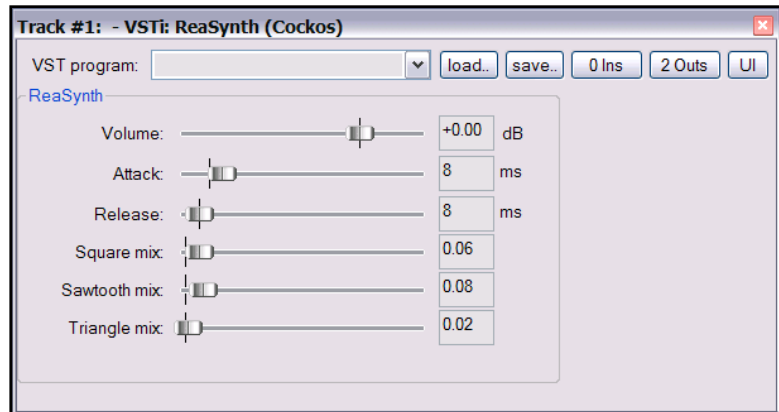 Track #1:  - VSTi: ReaSynth (Cockos)
VST program: load.. save.. 0 Ins 2 Outs UI
ReaSynth
Volume: +0.00 dB
Attack: 8 ms
Release: 8 ms
Square mix: 0.06
Sawtooth mix: 0.08
Triangle mix: 0.02